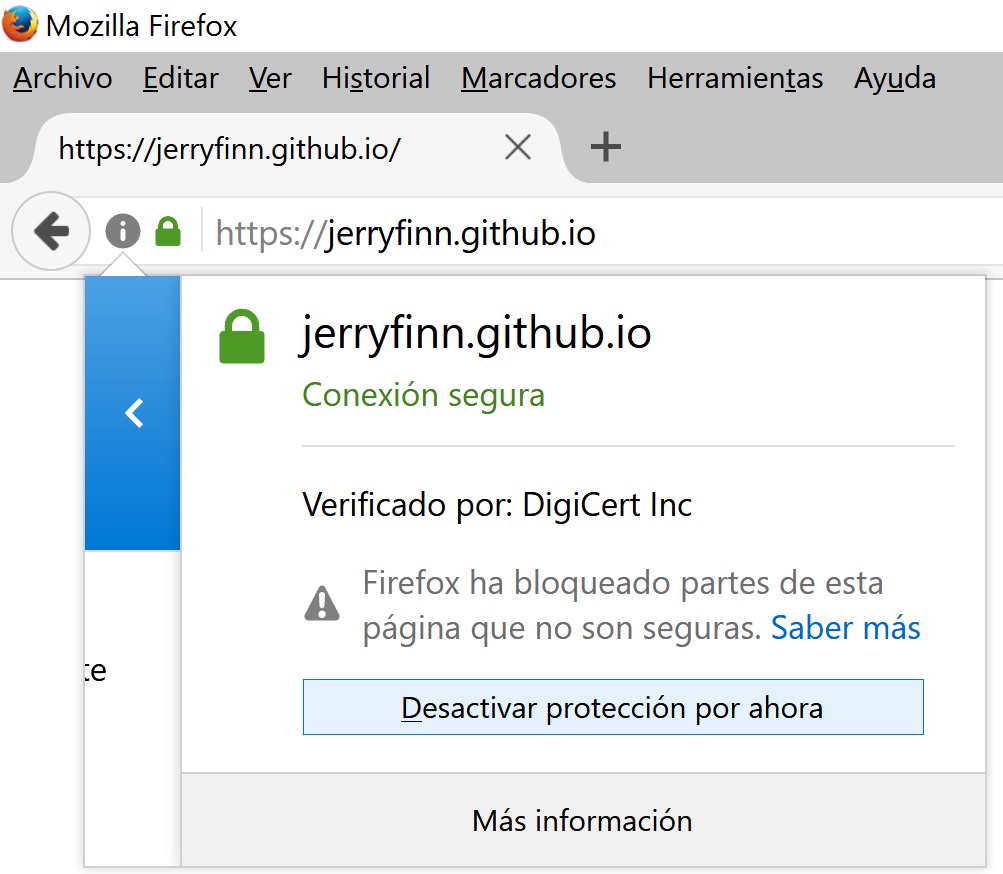 Mozilla Firefox
Archivo Editar Ver Historial Marcadores Herramientas Ayuda
https://jerryfinn.github.io/
https://jerryfinn.github.io
jerryfinn.github.io
Conexión segura
Verificado por: DigiCert Inc
Firefox ha bloqueado partes de esta
página que no son seguras. Saber más
te
Desactivar protección por ahora
Más información